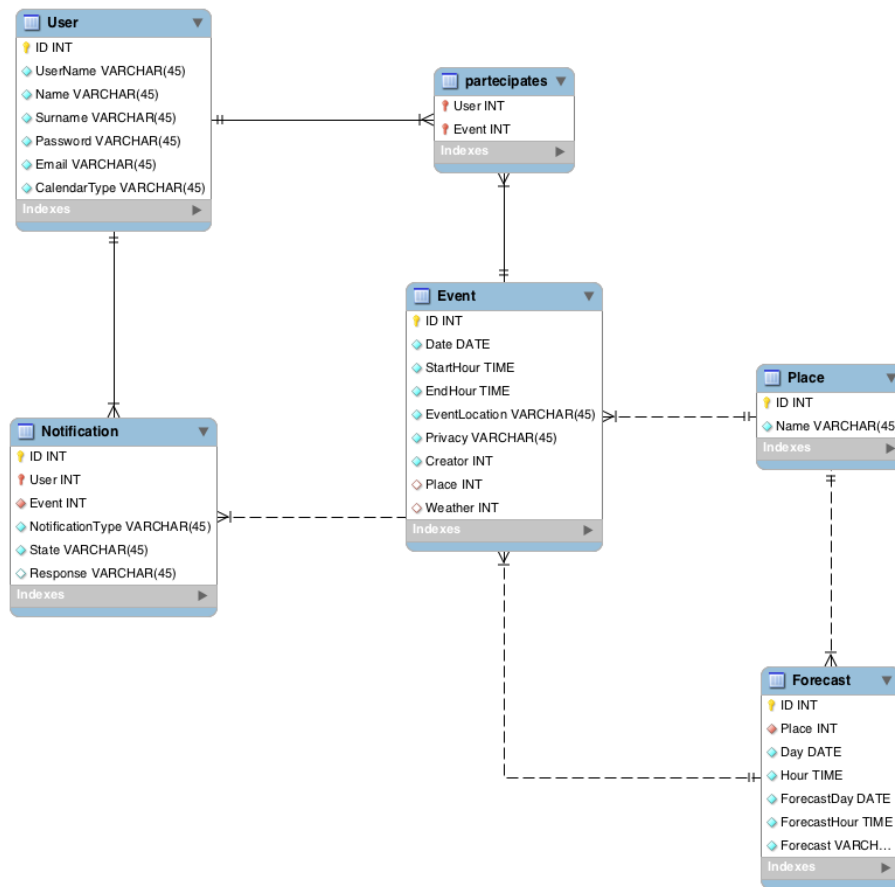 User
ID INT
UserName VARCHAR(45)
Name VARCHAR(45)
Surname VARCHAR(45)
Password VARCHAR(45)
Email VARCHAR(45)
CalendarType VARCHAR(45)
Indexes
partecipates
User INT
Event INT
Indexes
Event
ID INT
Date DATE
StartHour TIME
EndHour TIME
EventLocation VARCHAR(45)
Privacy VARCHAR(45)
Creator INT
Place INT
Weather INT
Indexes
Place
ID INT
Name VARCHAR(45
Indexes
Notification
ID INT
User INT
Event INT
NotificationType VARCHAR(45)
State VARCHAR(45)
Response VARCHAR(45)
Indexes
Forecast
ID INT
Place INT
Day DATE
Hour TIME
ForecastDay DATE
ForecastHour TIME
Forecast VARCH...
Indexes